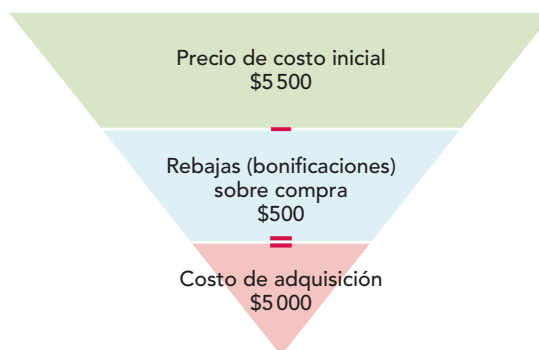 Precio de costo inicial
$5 500
Rebajas (bonificaciones)
sobre compra
$500
Costo de adquisición
$5 000